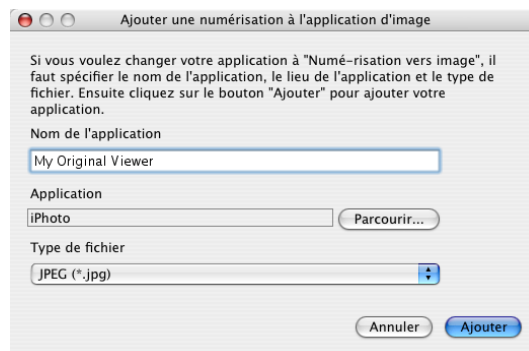 Ajouter une numérisation à l'application d'image
Si vous voulez changer votre application à "Numé-risation vers image", il
faut spécifier le nom de l'application, le lieu de l'application et le type de
fichier. Ensuite cliquez sur le bouton "Ajouter" pour ajouter votre
application.
Nom de l'application
My Original Viewer
Application
iPhoto
Parcourir...
Type de fichier
JPEG (*.jpg)
Annuler
Ajouter